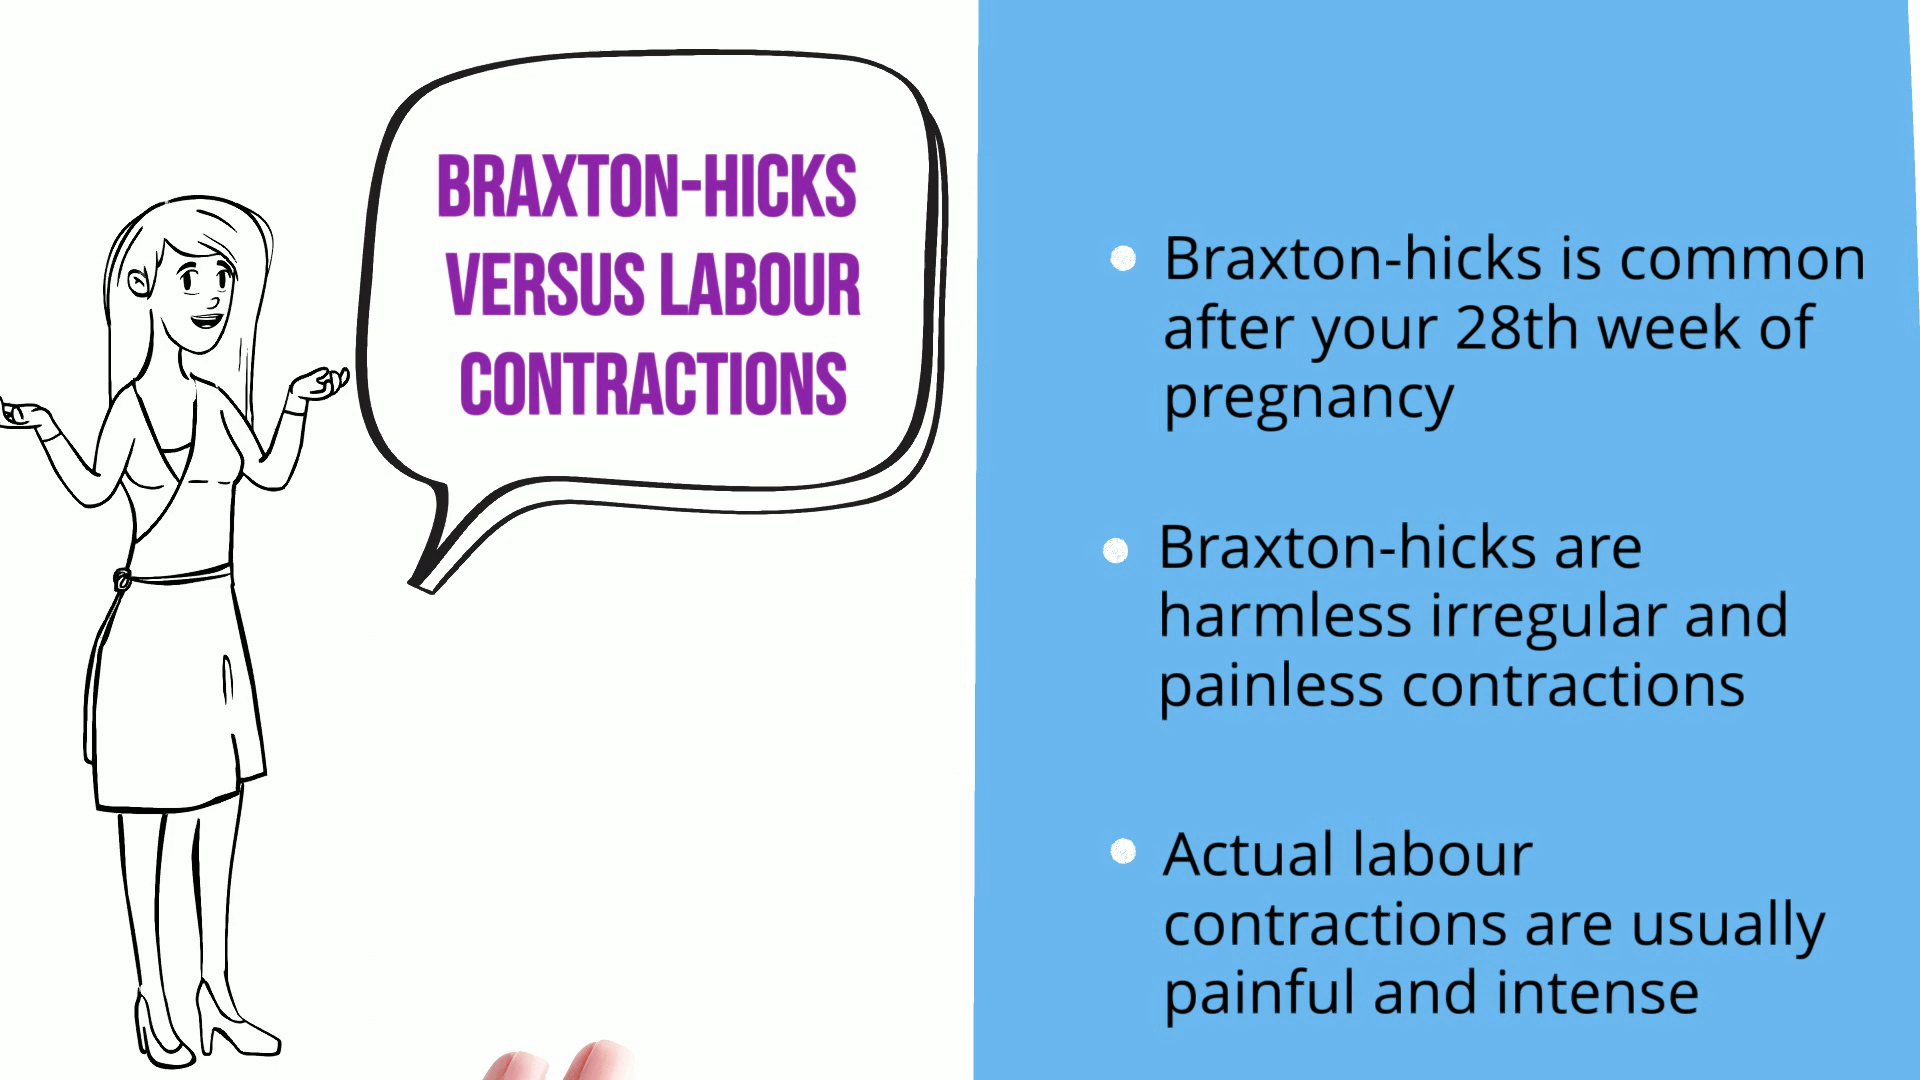 BRAXTON-HICKS
VERSUS LABOUR
CONTRACTIONS
Braxton-hicks is common
after your 28th week of
pregnancy
Braxton-hicks are
harmless irregular and
painless contractions
Actual labour
contractions are usually
painful and intense